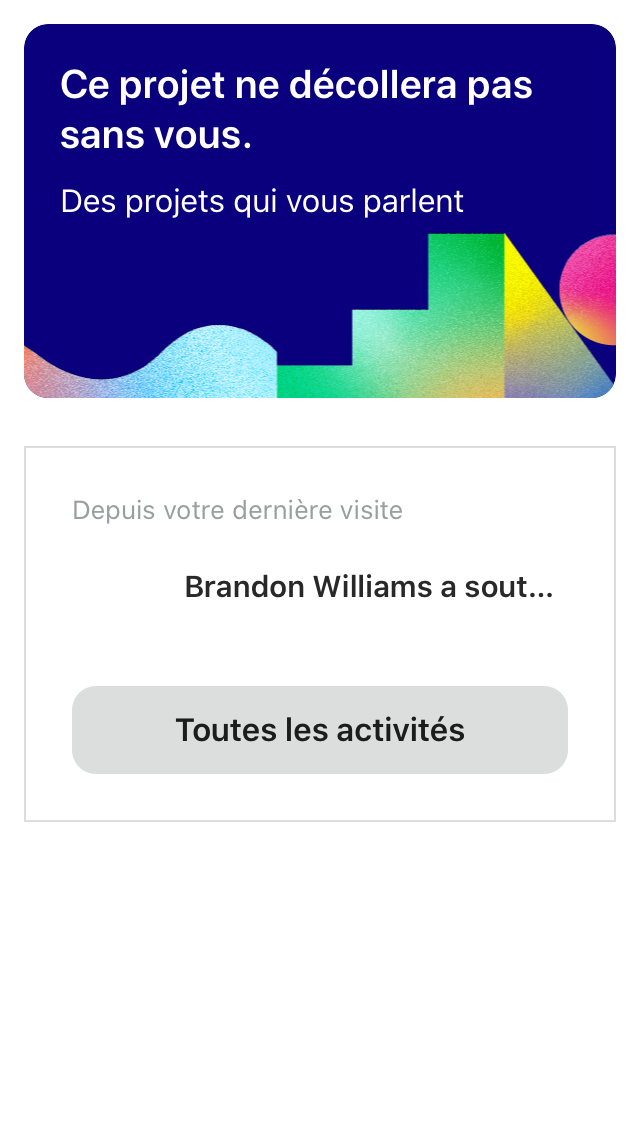 Ce projet ne décollera pas
sans vous.
Des projets qui vous parlent
Depuis votre dernière visite
Brandon Williams a sout...
Toutes les activités